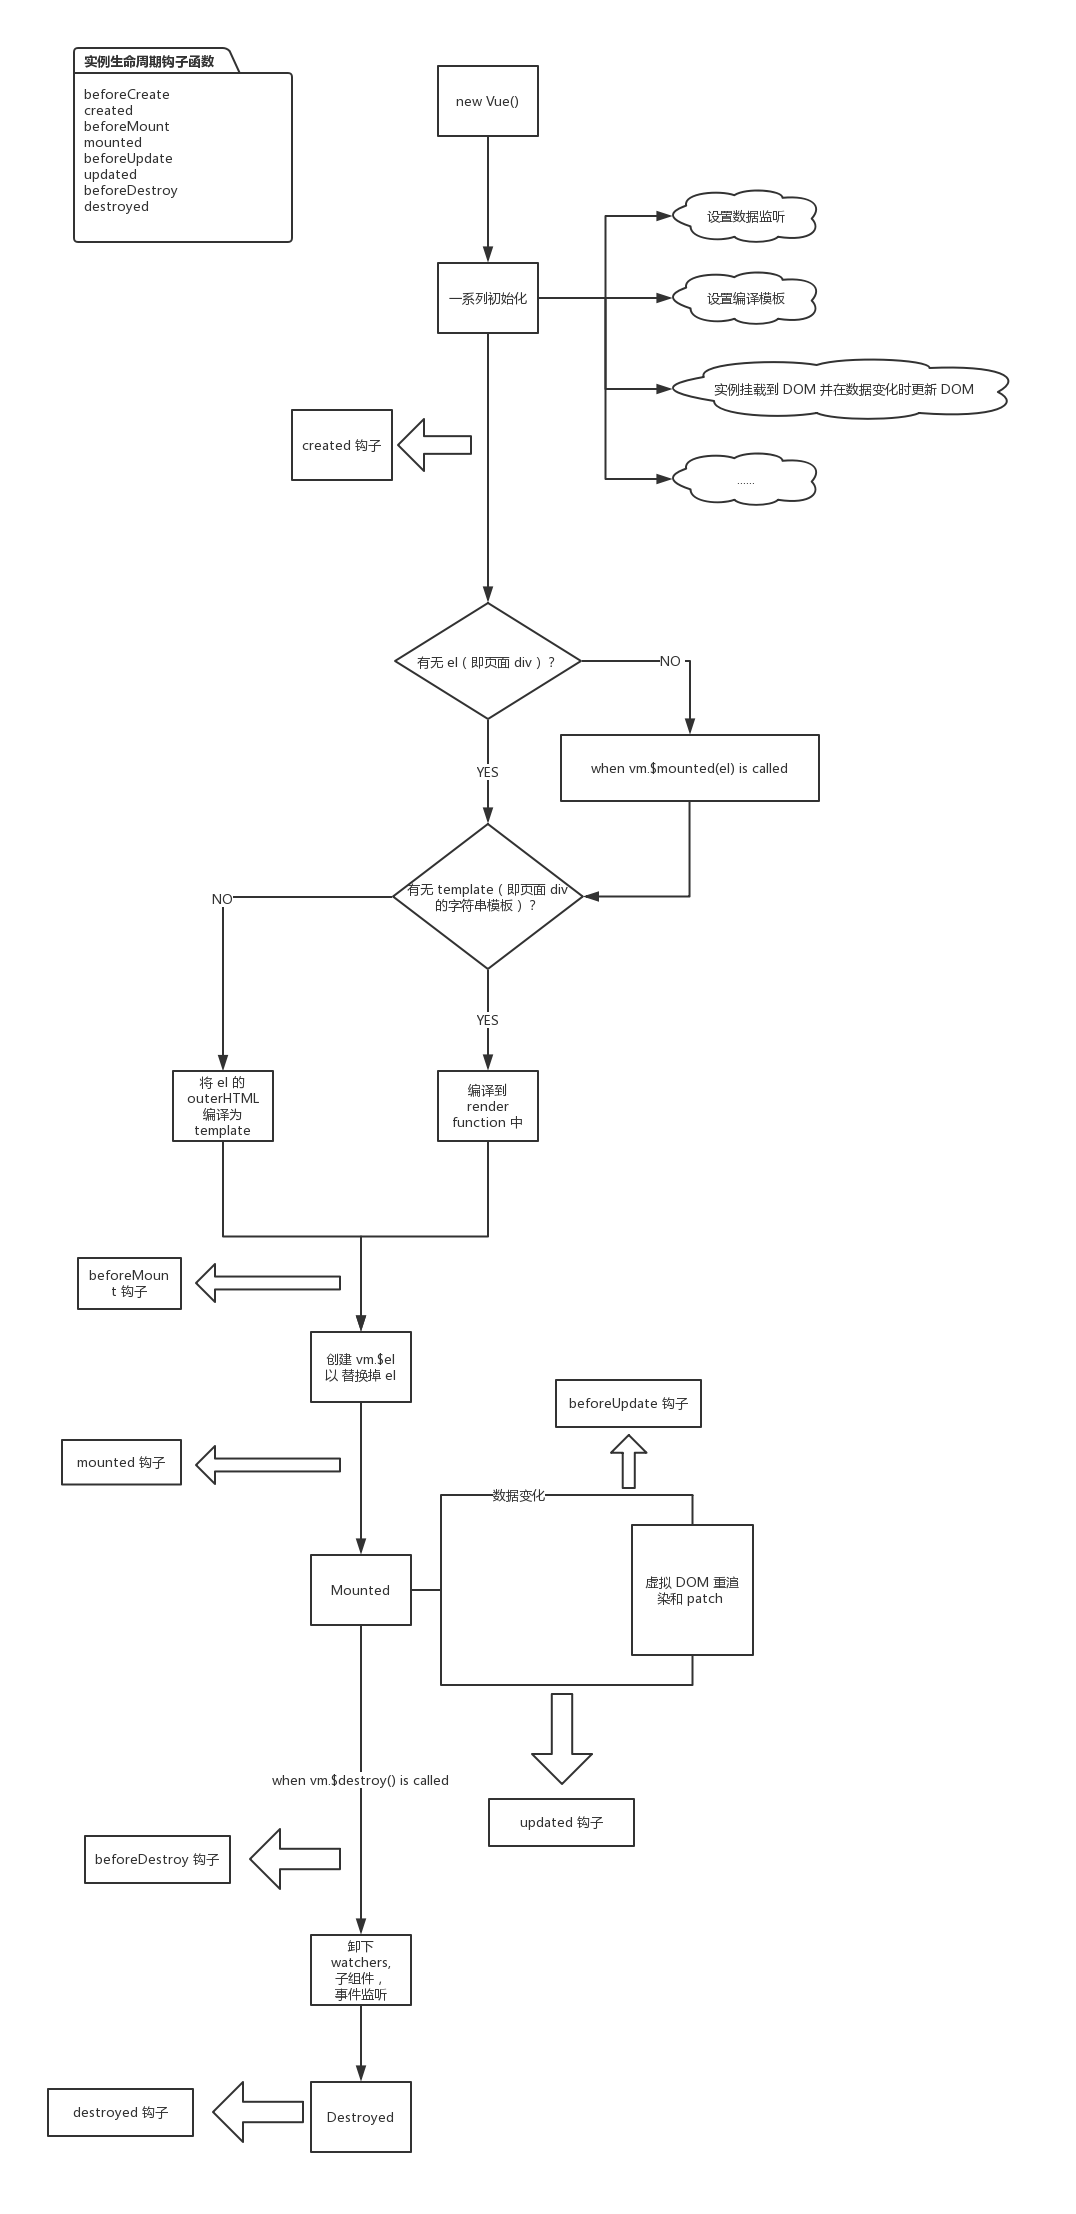 实例生命周期钩子函数
beforeCreate
created
beforeMount
mounted
beforeUpdate
updated
beforeDestroy
destroyed
new Vue()
设置数据监听
一系列初始化
设置编译模板
实例挂载到 DOM 并在数据变化时更新 DOM
created 钩子
......
有无 el（即页面 div）？
NO
when vm.$mounted(el) is called
YES
有无 template（即页面 div
的字符串模板）？
NO
YES
将 el 的
outerHTML
编译为
template
编译到
render
function 中
beforeMoun
t 钩子
创建 vm.$el
以 替换掉 el
beforeUpdate 钩子
mounted 钩子
数据变化
Mounted
虚拟 DOM 重渲
染和 patch
when vm.$destroy() is called
updated 钩子
beforeDestroy 钩子
卸下
watchers,
子组件，
事件监听
destroyed 钩子
Destroyed